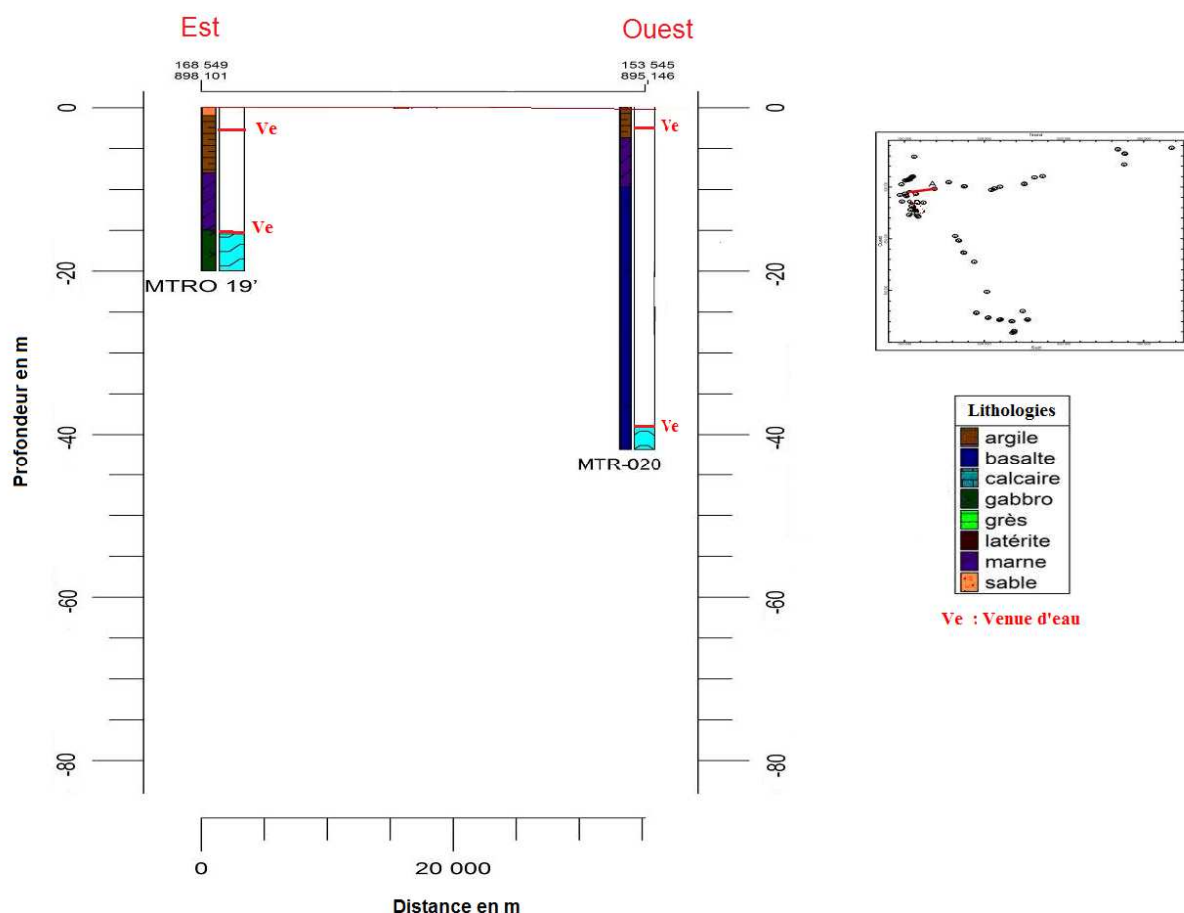 Est
Ouest
168 549
898 101
153 545
895 146
0
0
Ve
Ve
Ve
-20
-20
MTRO 19'
Profondeur en m
-40
Ve
-40
MTR-020
Lithologies
argile
basalte
calcaire
gabbro
grès
latérite
marne
sable
Ve : Venue d'eau
-60
-60
-80
-80
0
20 000
Distance en m